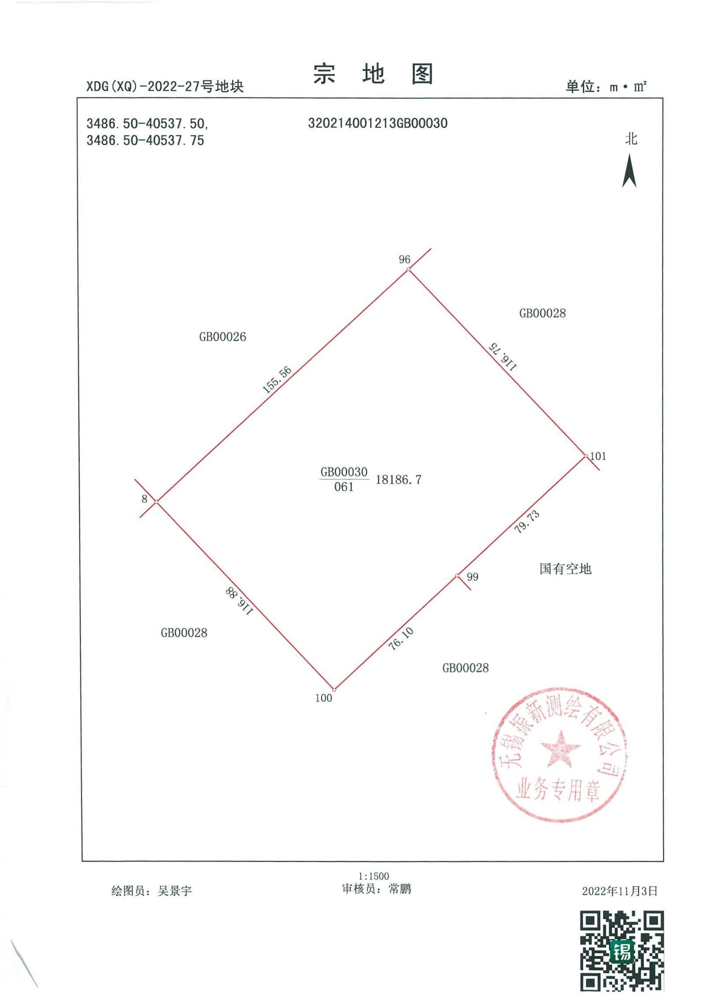 宗 地 图
XDG(XQ)-2022-27号地块
单位：m·㎡
3486.50-40537.50,
3486.50-40537.75
320214001213GB00030
北
96
GB00028
GB00026
116.75
155.56
101
GB00030
061
18186.7
8
79.73
国有空地
99
116.88
GB00028
76.10
GB00028
100
无锡振新测绘有限公司
业务专用章
1:1500
绘图员：吴景宇
审核员：常鹏
2022年11月3日
锡